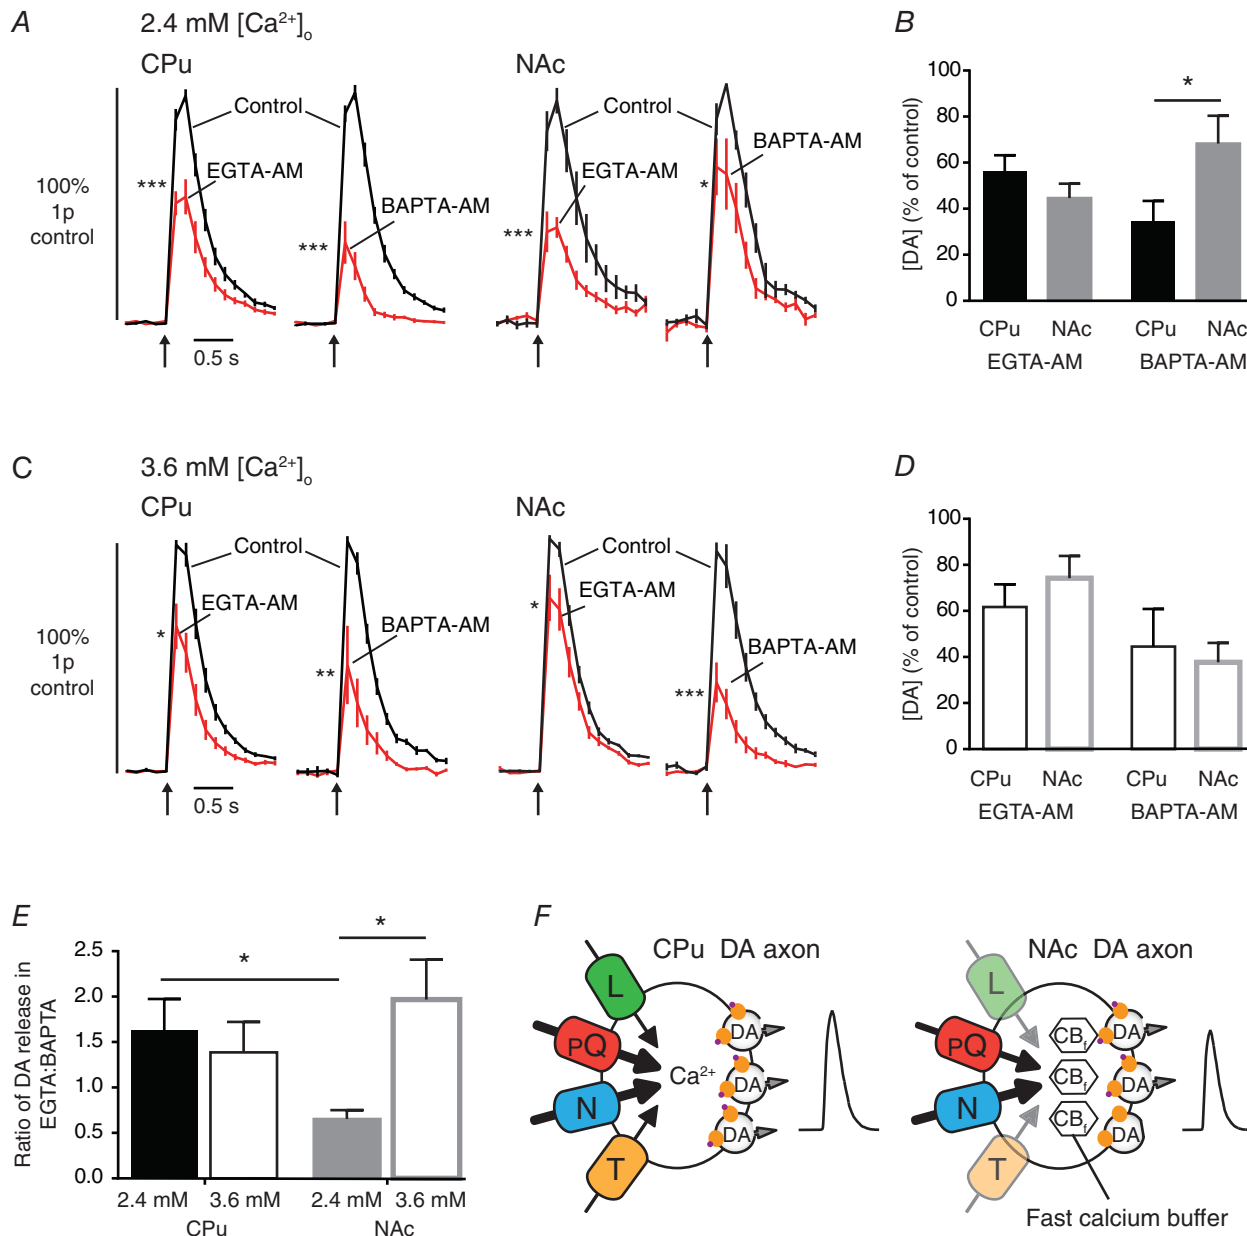 A
2.4 mM [Ca²⁺]ₒ
CPu
NAc
Control
Control
EGTA-AM
BAPTA-AM
EGTA-AM
BAPTA-AM
100%
1p
control
***
***
***
*
0.5 s
B
[DA] (% of control)
100
80
60
40
20
0
*
CPu NAc CPu NAc
EGTA-AM BAPTA-AM
C
3.6 mM [Ca²⁺]ₒ
CPu
NAc
Control
Control
EGTA-AM
BAPTA-AM
EGTA-AM
BAPTA-AM
100%
1p
control
*
**
*
***
0.5 s
D
[DA] (% of control)
100
80
60
40
20
0
CPu NAc CPu NAc
EGTA-AM BAPTA-AM
E
Ratio of DA release in
EGTA:BAPTA
2.5
2.0
1.5
1.0
0.5
0.0
*
*
2.4 mM 3.6 mM 2.4 mM 3.6 mM
CPu NAc
F
CPu DA axon
L
PQ
N
T
Ca²⁺
DA
DA
DA
NAc DA axon
L
PQ
N
T
CBf
CBf
CBf
DA
DA
DA
Fast calcium buffer